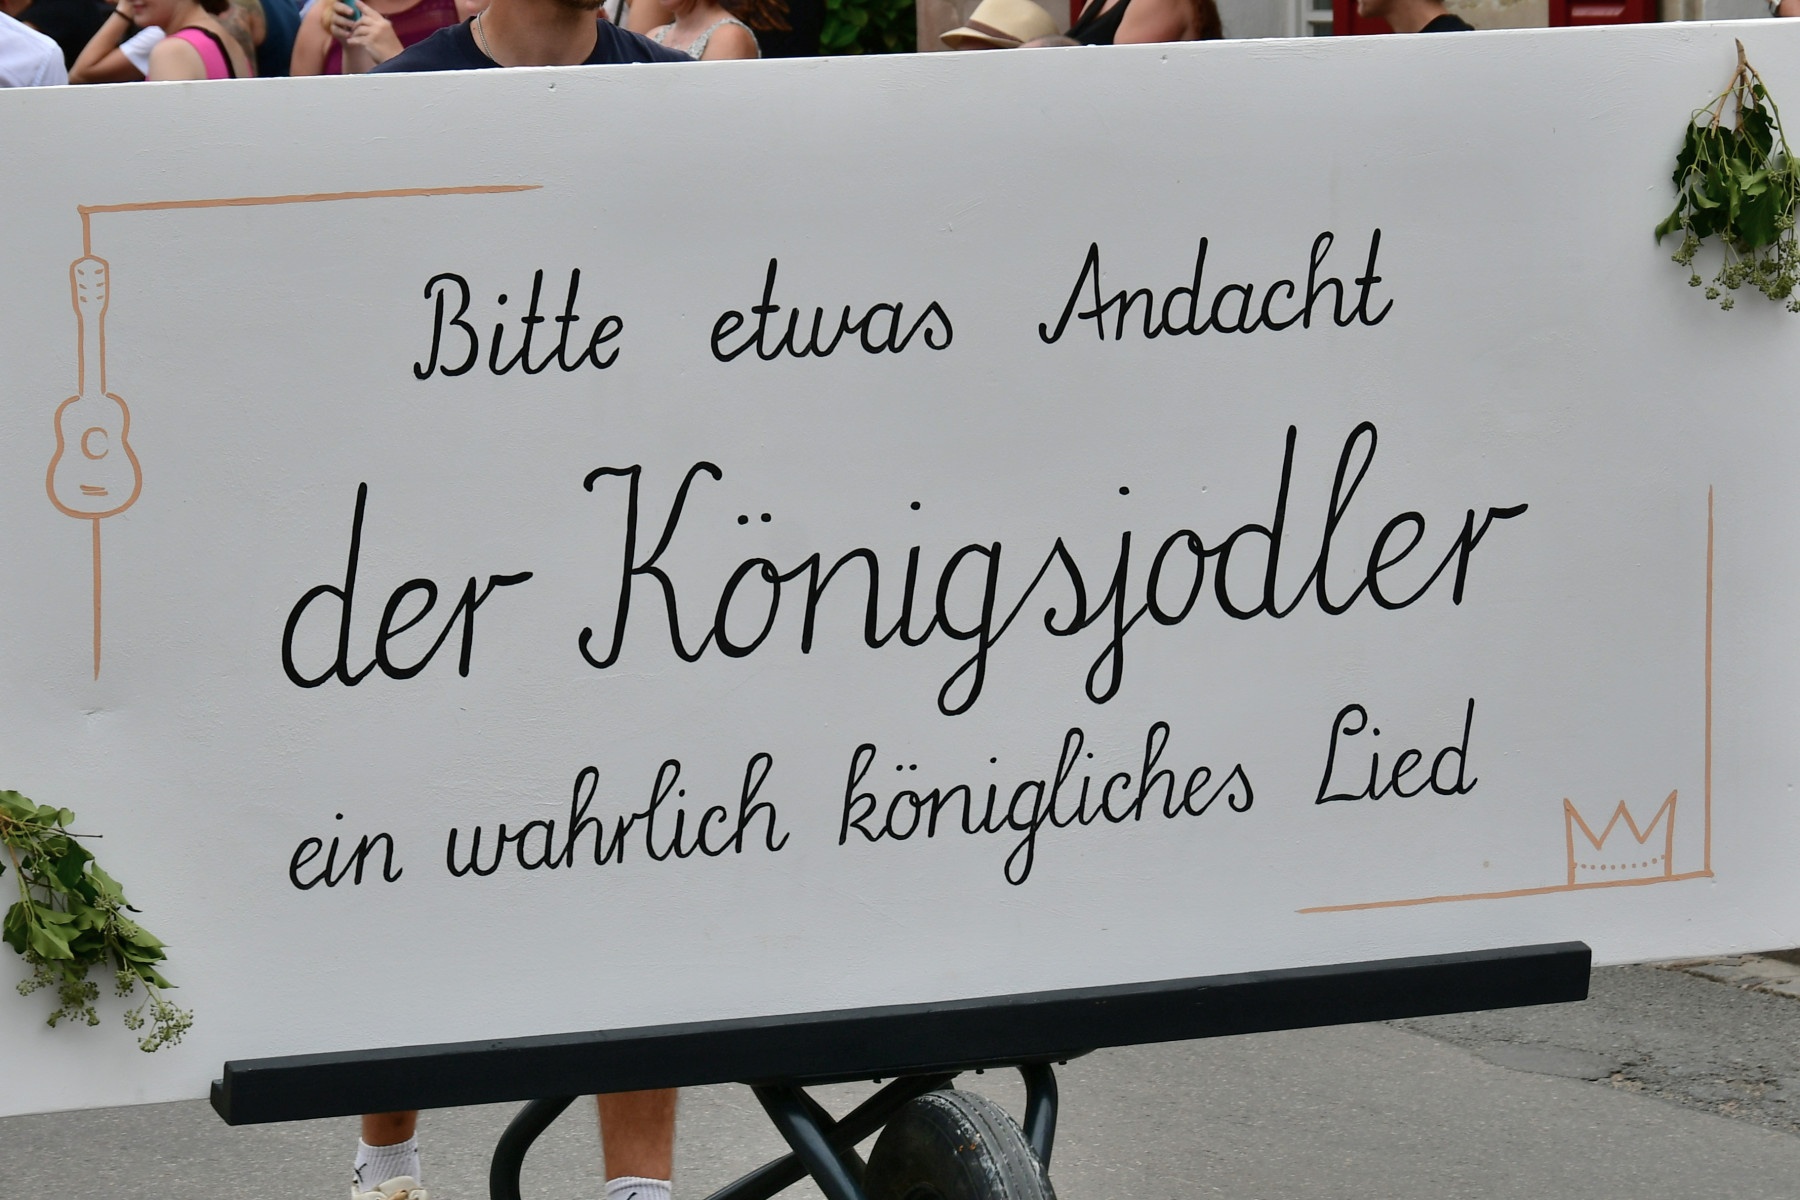 Bitte etwas Andacht
der Königsjodler
ein wahrlich königliches Lied